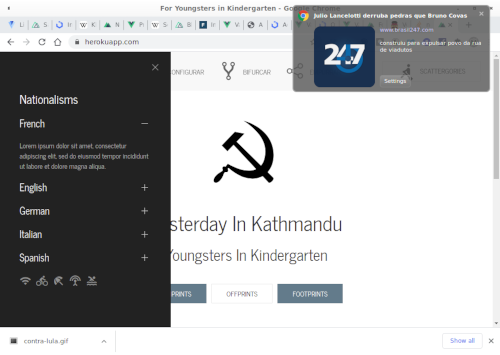 For Youngsters in Kindergarten - Google Chrome
herokuapp.com
Julio Lancelotti derruba pedras que Bruno Covas
www.brasil247.com
construiu para expulsar povo da rua
de viadutos
Settings
247
ONFIGURAR
BIFURCAR
SCATTERGORIES
Nationalisms
French
Lorem ipsum dolor sit amet, consectetur
adipiscing elit, sed do eiusmod tempor incididunt
ut labore et dolore magna aliqua.
English
German
Italian
Spanish
sterday In Kathmandu
Youngsters In Kindergarten
PRINTS
OFFPRINTS
FOOTPRINTS
contra-lula.gif
Show all